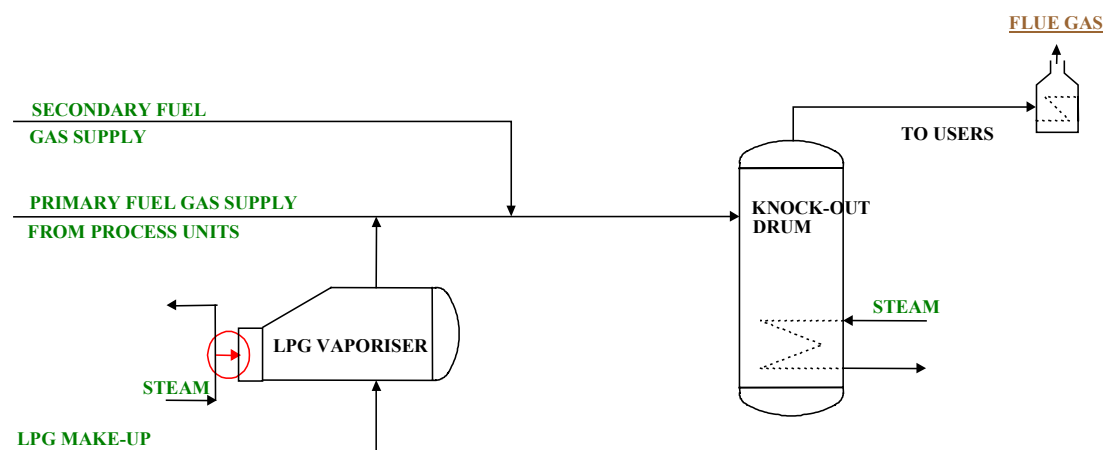 FLUE GAS
SECONDARY FUEL
GAS SUPPLY
TO USERS
PRIMARY FUEL GAS SUPPLY
FROM PROCESS UNITS
KNOCK-OUT
DRUM
STEAM
LPG VAPORISER
STEAM
LPG MAKE-UP